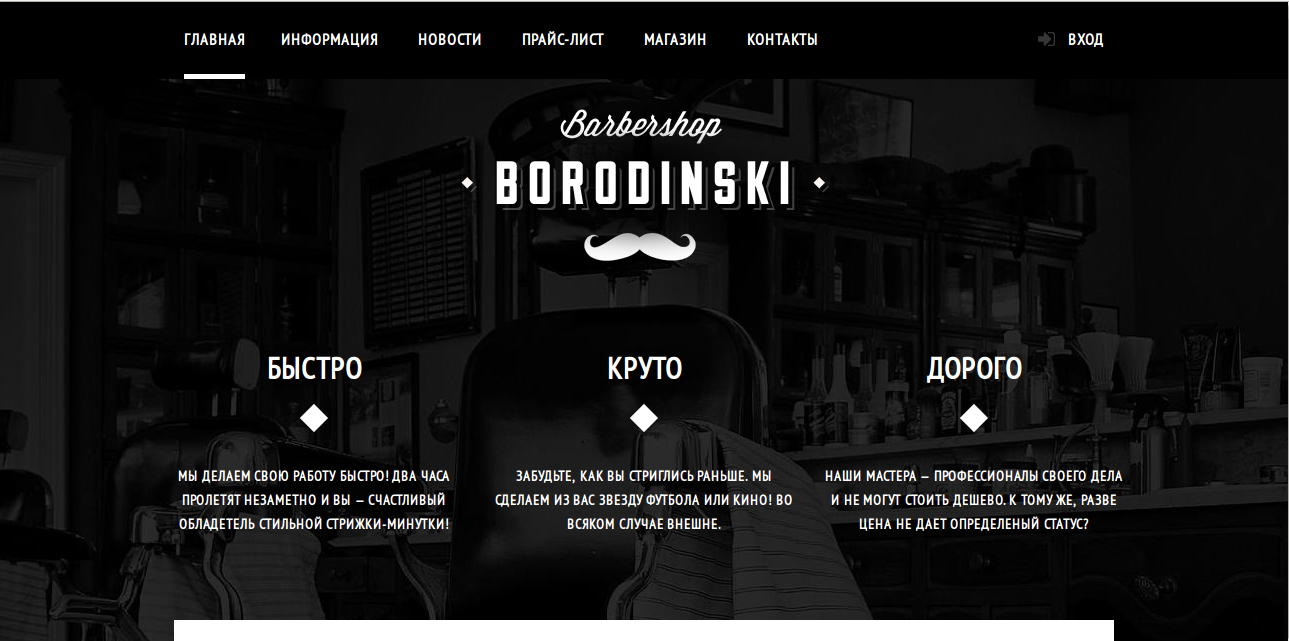 ГЛАВНАЯ ИНФОРМАЦИЯ НОВОСТИ ПРАЙС-ЛИСТ МАГАЗИН КОНТАКТЫ ВХОД
Barbershop
BORODINSKI
БЫСТРО
МЫ ДЕЛАЕМ СВОЮ РАБОТУ БЫСТРО! ДВА ЧАСА
ПРОЛЕТЯТ НЕЗАМЕТНО И ВЫ – СЧАСТЛИВЫЙ
ОБЛАДЕТЕЛЬ СТИЛЬНОЙ СТРИЖКИ-МИНУТКИ!
КРУТО
ЗАБУДЬТЕ, КАК ВЫ СТРИГЛИСЬ РАНЬШЕ. МЫ
СДЕЛАЕМ ИЗ ВАС ЗВЕЗДУ ФУТБОЛА ИЛИ КИНО! ВО
ВСЯКОМ СЛУЧАЕ ВНЕШНЕ.
ДОРОГО
НАШИ МАСТЕРА – ПРОФЕССИОНАЛЫ СВОЕГО ДЕЛА
И НЕ МОГУТ СТОИТЬ ДЕШЕВО. К ТОМУ ЖЕ, РАЗВЕ
ЦЕНА НЕ ДАЕТ ОПРЕДЕЛЕНЫЙ СТАТУС?